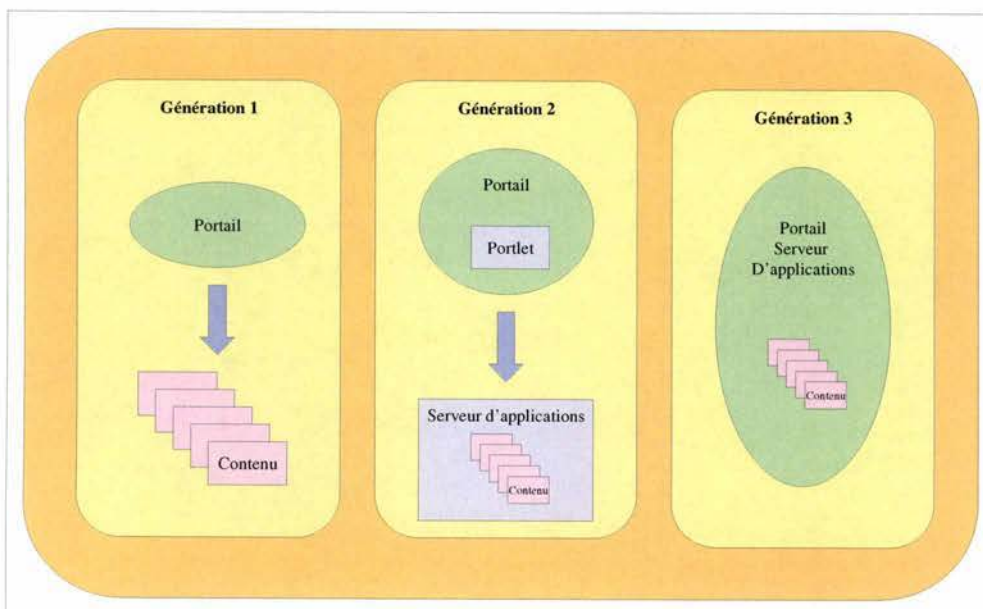 Génération 1
Portail
Contenu
Génération 2
Portail
Portlet
Serveur d'applications
Contenu
Génération 3
Portail
Serveur
D'applications
Contenu